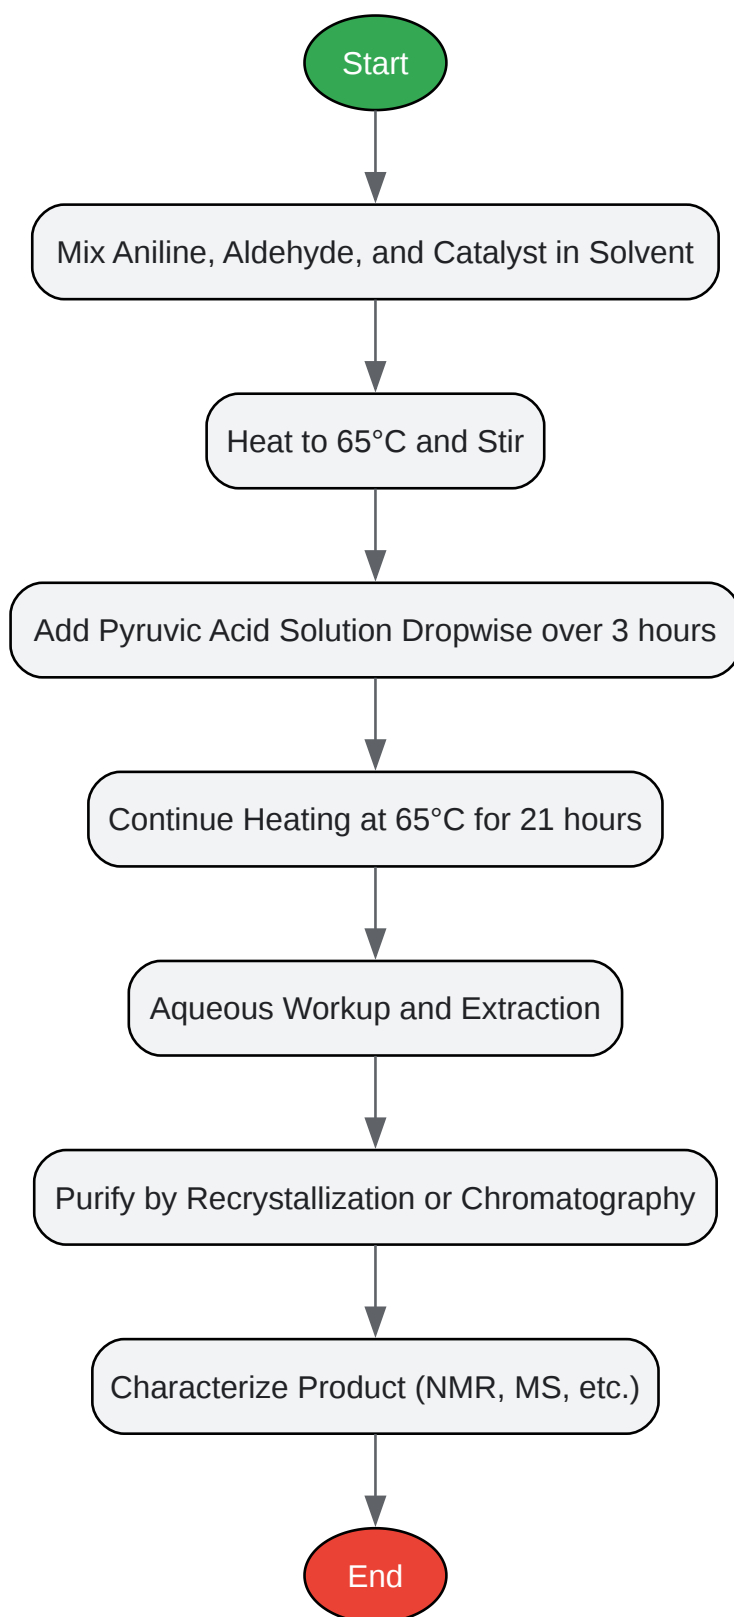 Start
Mix Aniline, Aldehyde, and Catalyst in Solvent
Heat to 65°C and Stir
Add Pyruvic Acid Solution Dropwise over 3 hours
Continue Heating at 65°C for 21 hours
Aqueous Workup and Extraction
Purify by Recrystallization or Chromatography
Characterize Product (NMR, MS, etc.)
End